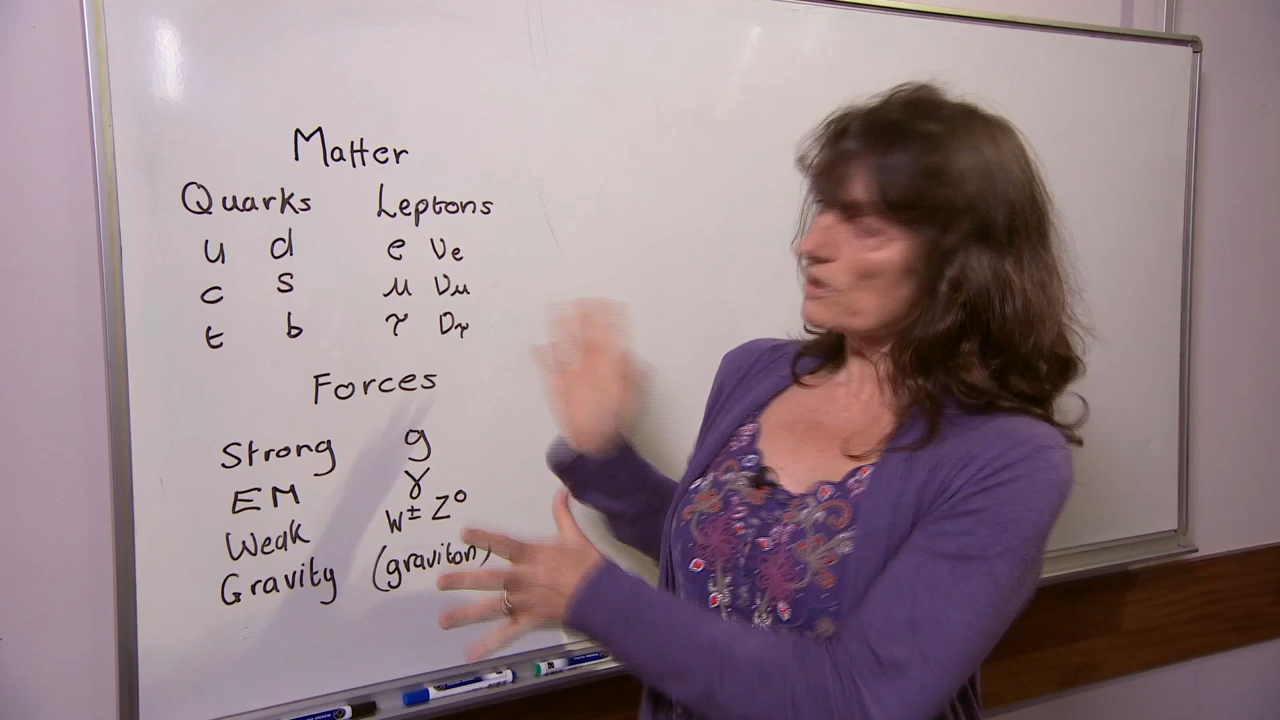 Matter
Quarks Leptons
u d e νe
c s μ νμ
t b τ ντ
Forces
Strong g
EM γ
Weak W± Z⁰
Gravity (graviton)